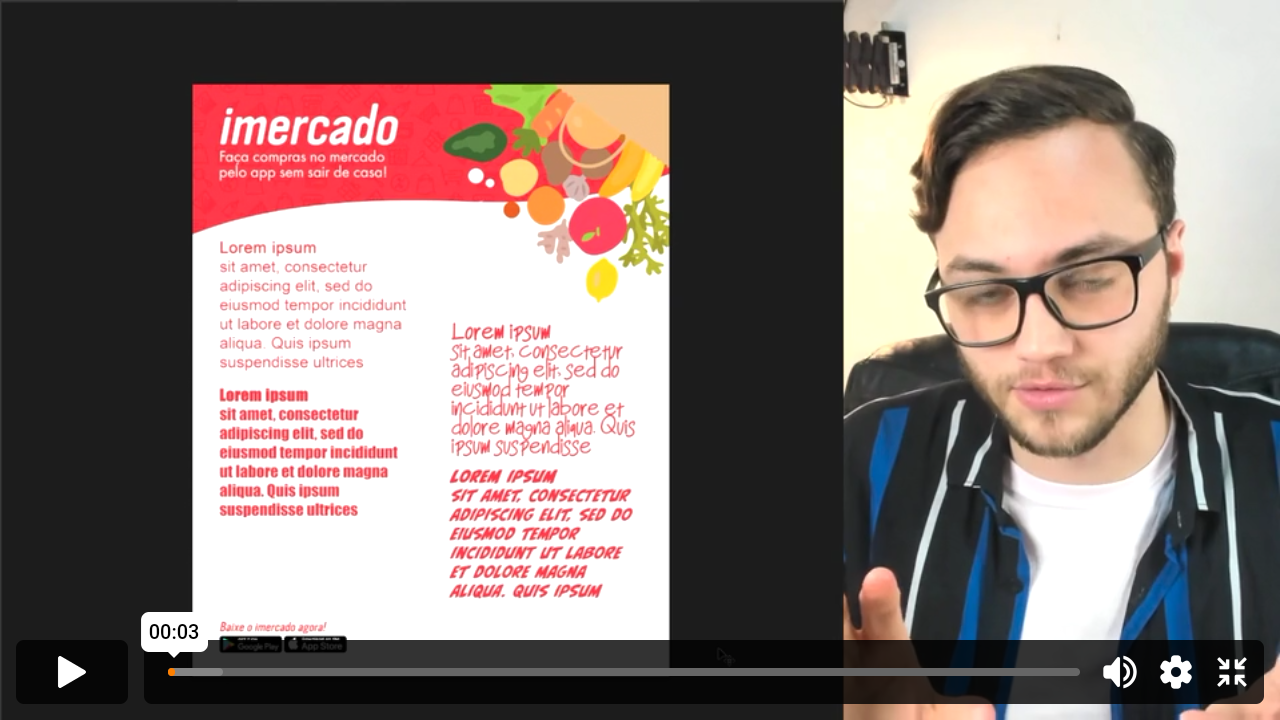 imercado
Faça compras no mercado
pelo app sem sair de casa!
Lorem ipsum
sit amet, consectetur
adipiscing elit, sed do
eiusmod tempor incididunt
ut labore et dolore magna
aliqua. Quis ipsum
suspendisse ultrices
Lorem ipsum
sit amet, consectetur
adipiscing elit, sed do
eiusmod tempor incididunt
ut labore et dolore magna
aliqua. Quis ipsum
suspendisse ultrices
Lorem ipsum
sit amet, consectetur
adipiscing elit, sed do
eiusmod tempor
incididunt ut labore et
dolore magna aliqua. Quis
ipsum suspendisse
LOREM IPSUM
SIT AMET, CONSECTETUR
ADIPISCING ELIT, SED DO
EIUSMOD TEMPOR
INCIDIDUNT UT LABORE
ET DOLORE MAGNA
ALIQUA. QUIS IPSUM
Baixe o imercado agora!
Google Play
App Store
00:03